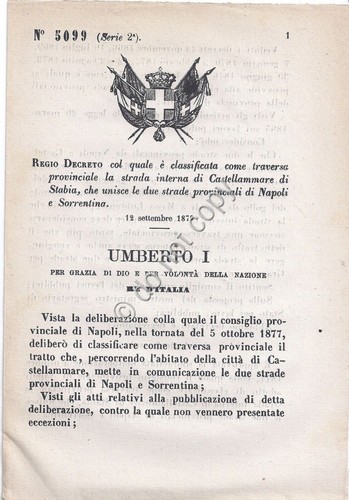 Nº 5099 (Serie 2ª.)
1
REGIO DECRETO col quale è classificata come traversa
provinciale la strada interna di Castellammare di
Stabia, che unisce le due strade provinciali di Napoli
e Sorrentina.
12 settembre 1879
UMBERTO I
PER GRAZIA DI DIO E PER VOLONTÀ DELLA NAZIONE
RE D'ITALIA
Vista la deliberazione colla quale il consiglio pro-
vinciale di Napoli, nella tornata del 5 ottobre 1877,
deliberò di classificare come traversa provinciale il
tratto che, percorrendo l'abitato della città di Ca-
stellammare, mette in comunicazione le due strade
provinciali di Napoli e Sorrentina;
Visti gli atti relativi alla pubblicazione di detta
deliberazione, contro la quale non vennero presentate
eccezioni;
do not copy